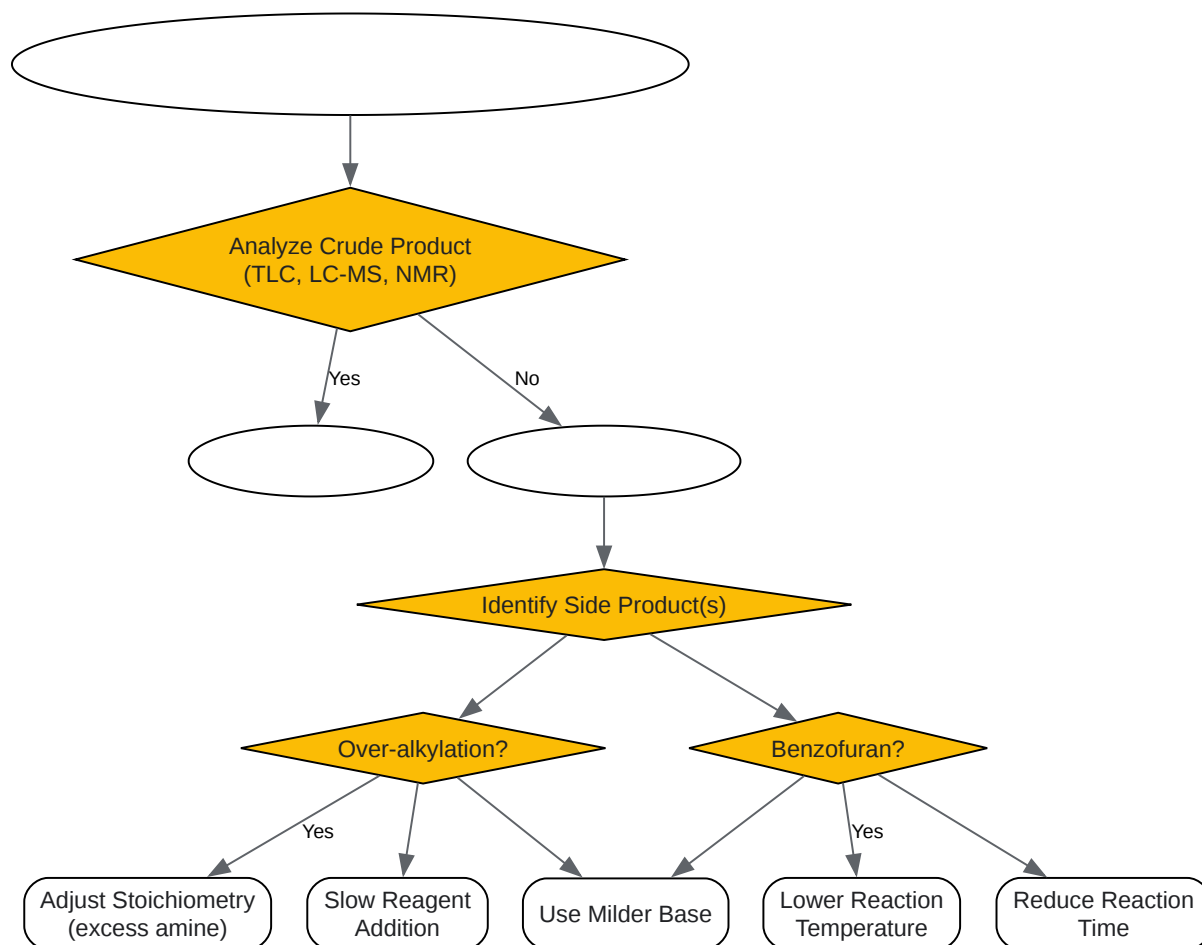 Analyze Crude Product
(TLC, LC-MS, NMR)
Yes
No
Identify Side Product(s)
Over-alkylation?
Benzofuran?
Yes
Yes
Adjust Stoichiometry
(excess amine)
Slow Reagent
Addition
Use Milder Base
Lower Reaction
Temperature
Reduce Reaction
Time